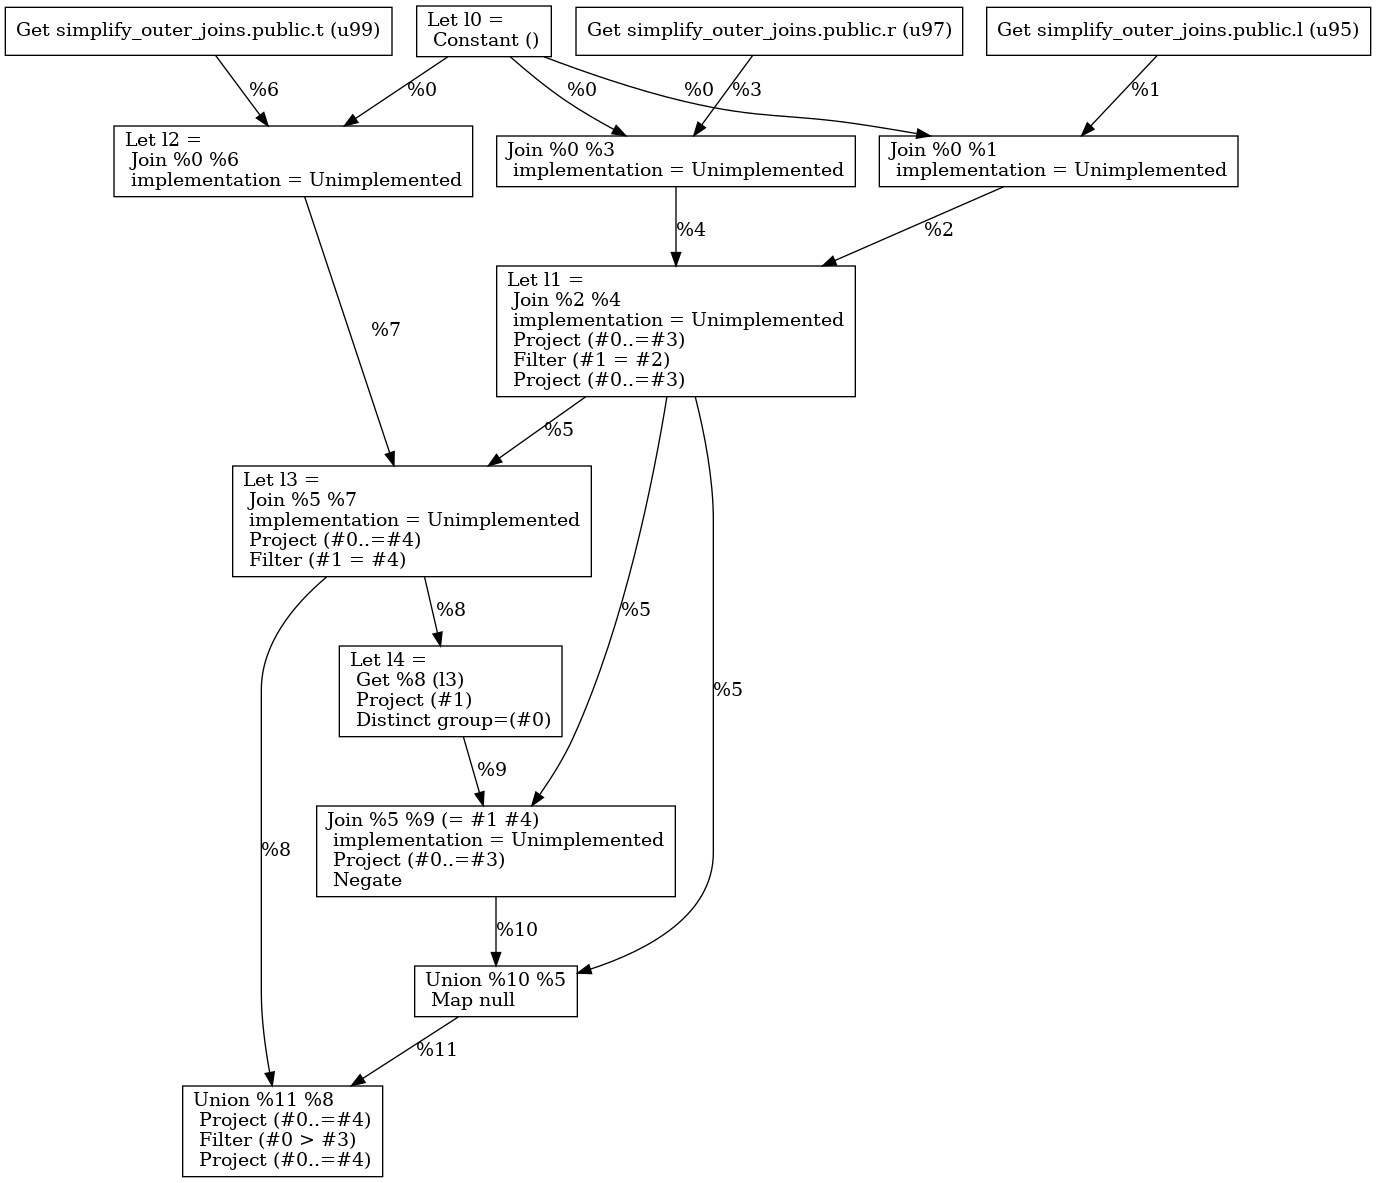 Get simplify_outer_joins.public.t (u99)
Let l0 =
Constant ()
Get simplify_outer_joins.public.r (u97)
Get simplify_outer_joins.public.l (u95)
%6
%0
%0
%3
%0
%1
Let l2 =
Join %0 %6
implementation = Unimplemented
Join %0 %3
implementation = Unimplemented
Join %0 %1
implementation = Unimplemented
%4
%2
Let l1 =
Join %2 %4
implementation = Unimplemented
Project (#0..=#3)
Filter (#1 = #2)
Project (#0..=#3)
%7
%5
Let l3 =
Join %5 %7
implementation = Unimplemented
Project (#0..=#4)
Filter (#1 = #4)
%8
%5
%5
Let l4 =
Get %8 (l3)
Project (#1)
Distinct group=(#0)
%9
Join %5 %9 (= #1 #4)
implementation = Unimplemented
Project (#0..=#3)
Negate
%8
%10
Union %10 %5
Map null
%11
Union %11 %8
Project (#0..=#4)
Filter (#0 > #3)
Project (#0..=#4)